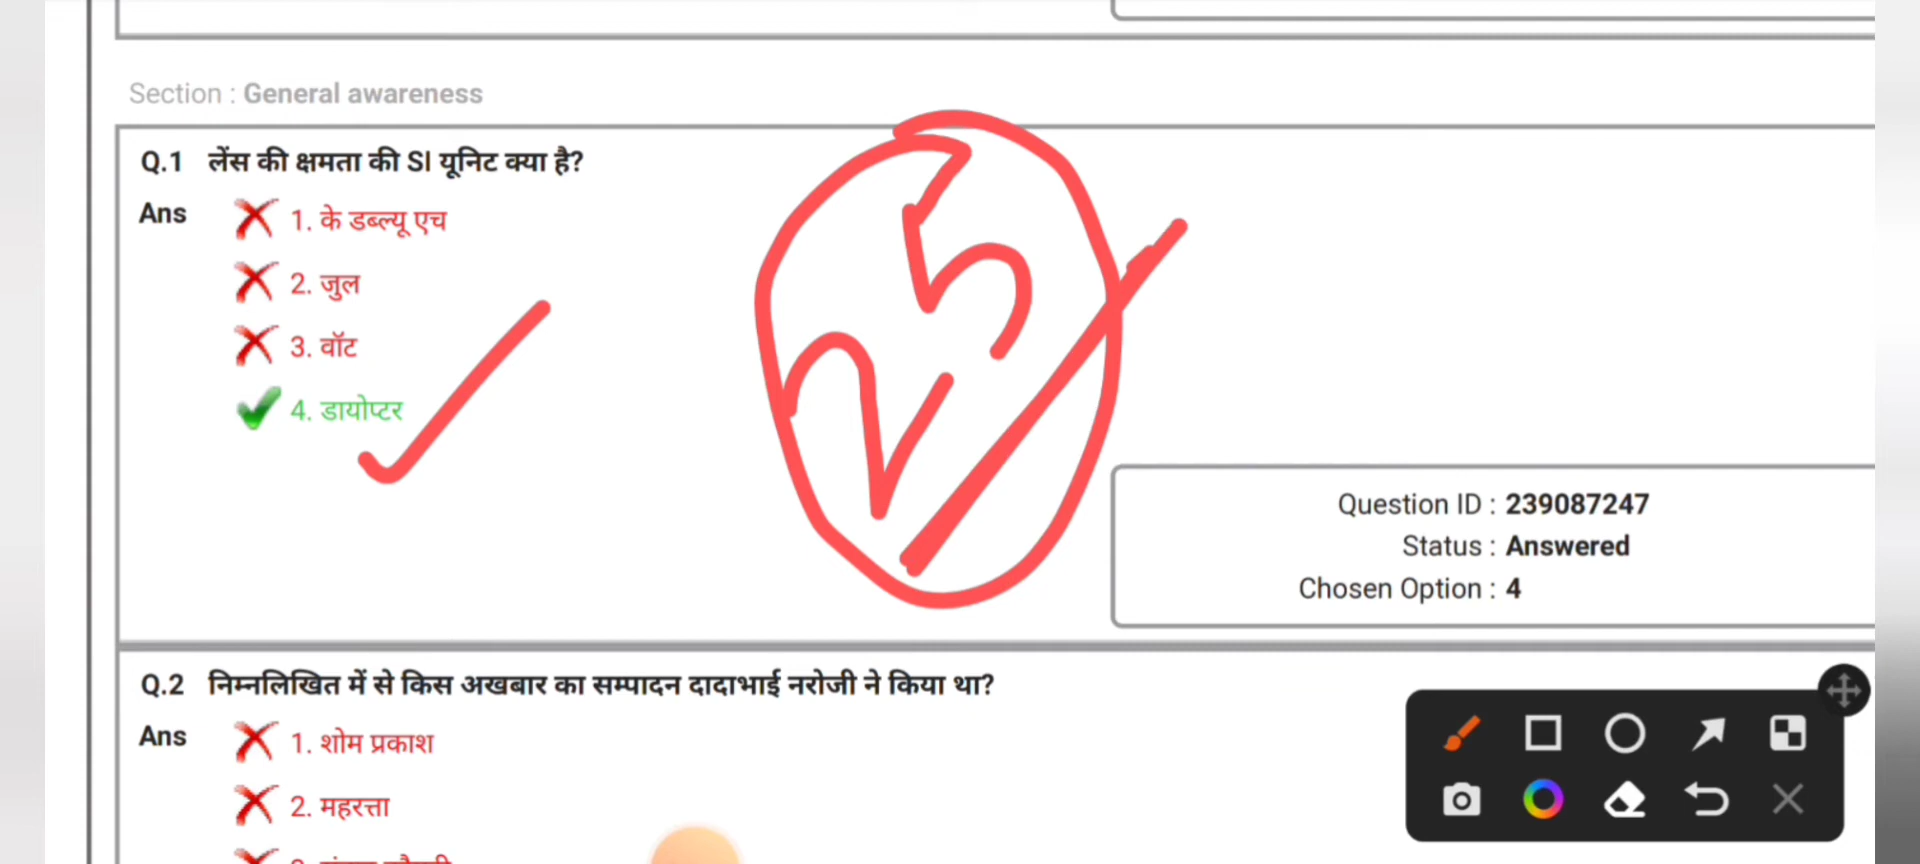 Section : General awareness
Q.1 लेंस की क्षमता की SI यूनिट क्या है?
Ans 1. के डब्ल्यू एच
2. जुल
3. वॉट
4. डायोप्टर
25
Question ID : 239087247
Status : Answered
Chosen Option : 4
Q.2 निम्नलिखित में से किस अखबार का सम्पादन दादाभाई नरोजी ने किया था?
Ans 1. शोम प्रकाश
2. महरत्ता